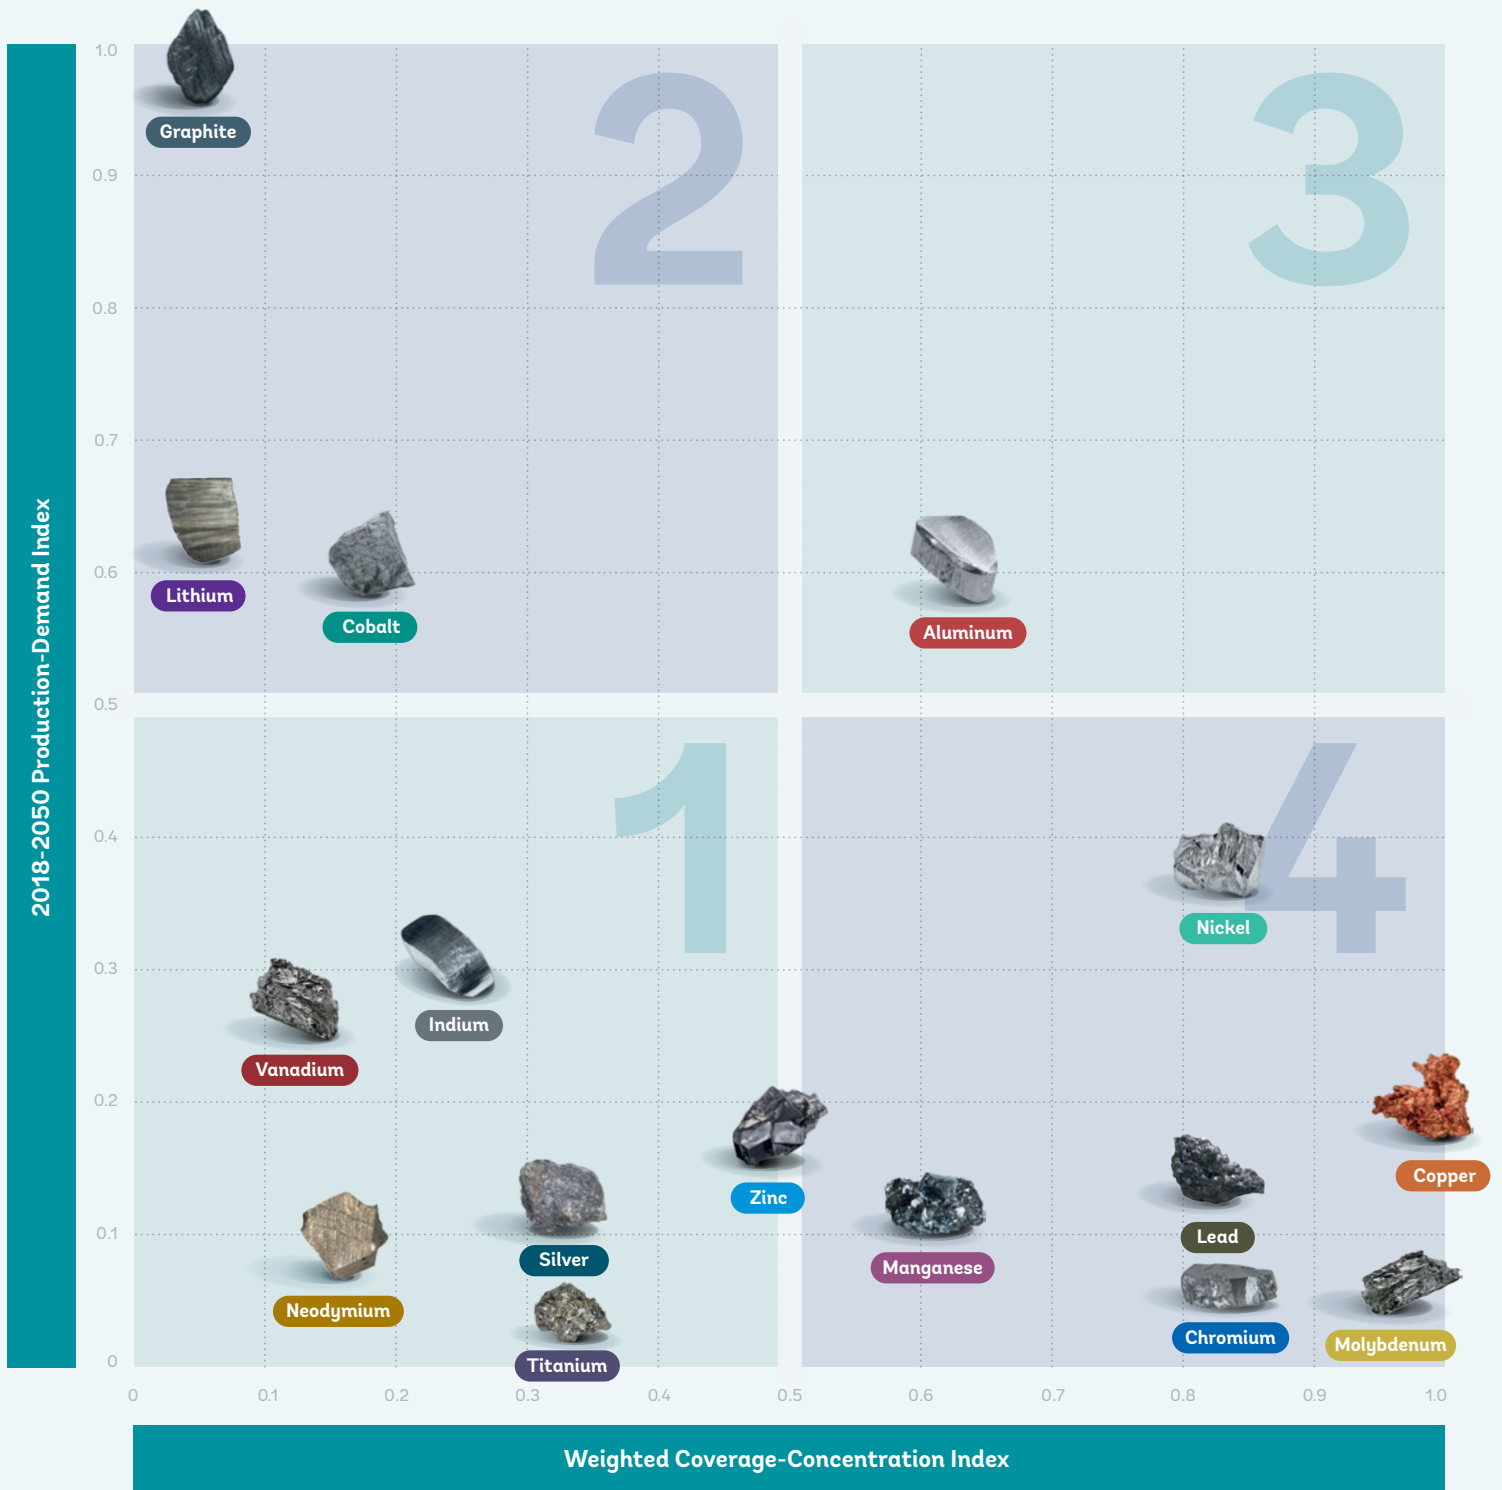 2018-2050 Production-Demand Index
1.0
0.9
0.8
0.7
0.6
0.5
0.4
0.3
0.2
0.1
0
2
3
Graphite
Lithium
Cobalt
Aluminum
1
4
Nickel
Indium
Vanadium
Zinc
Copper
Lead
Silver
Manganese
Neodymium
Chromium
Molybdenum
Titanium
0
0.1
0.2
0.3
0.4
0.5
0.6
0.7
0.8
0.9
1.0
Weighted Coverage-Concentration Index